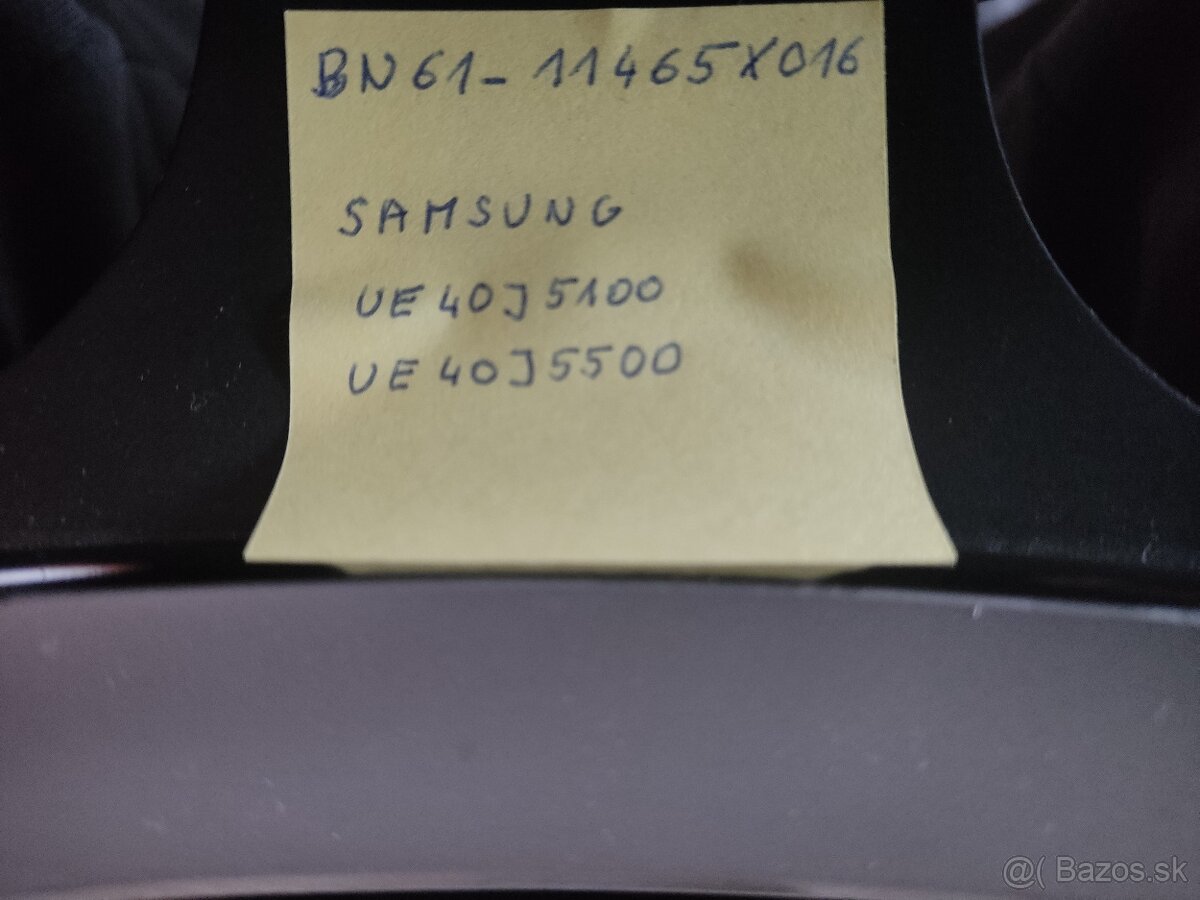 BN61-11465X016
SAMSUNG
UE40J5100
UE40J5500
@( Bazos.sk